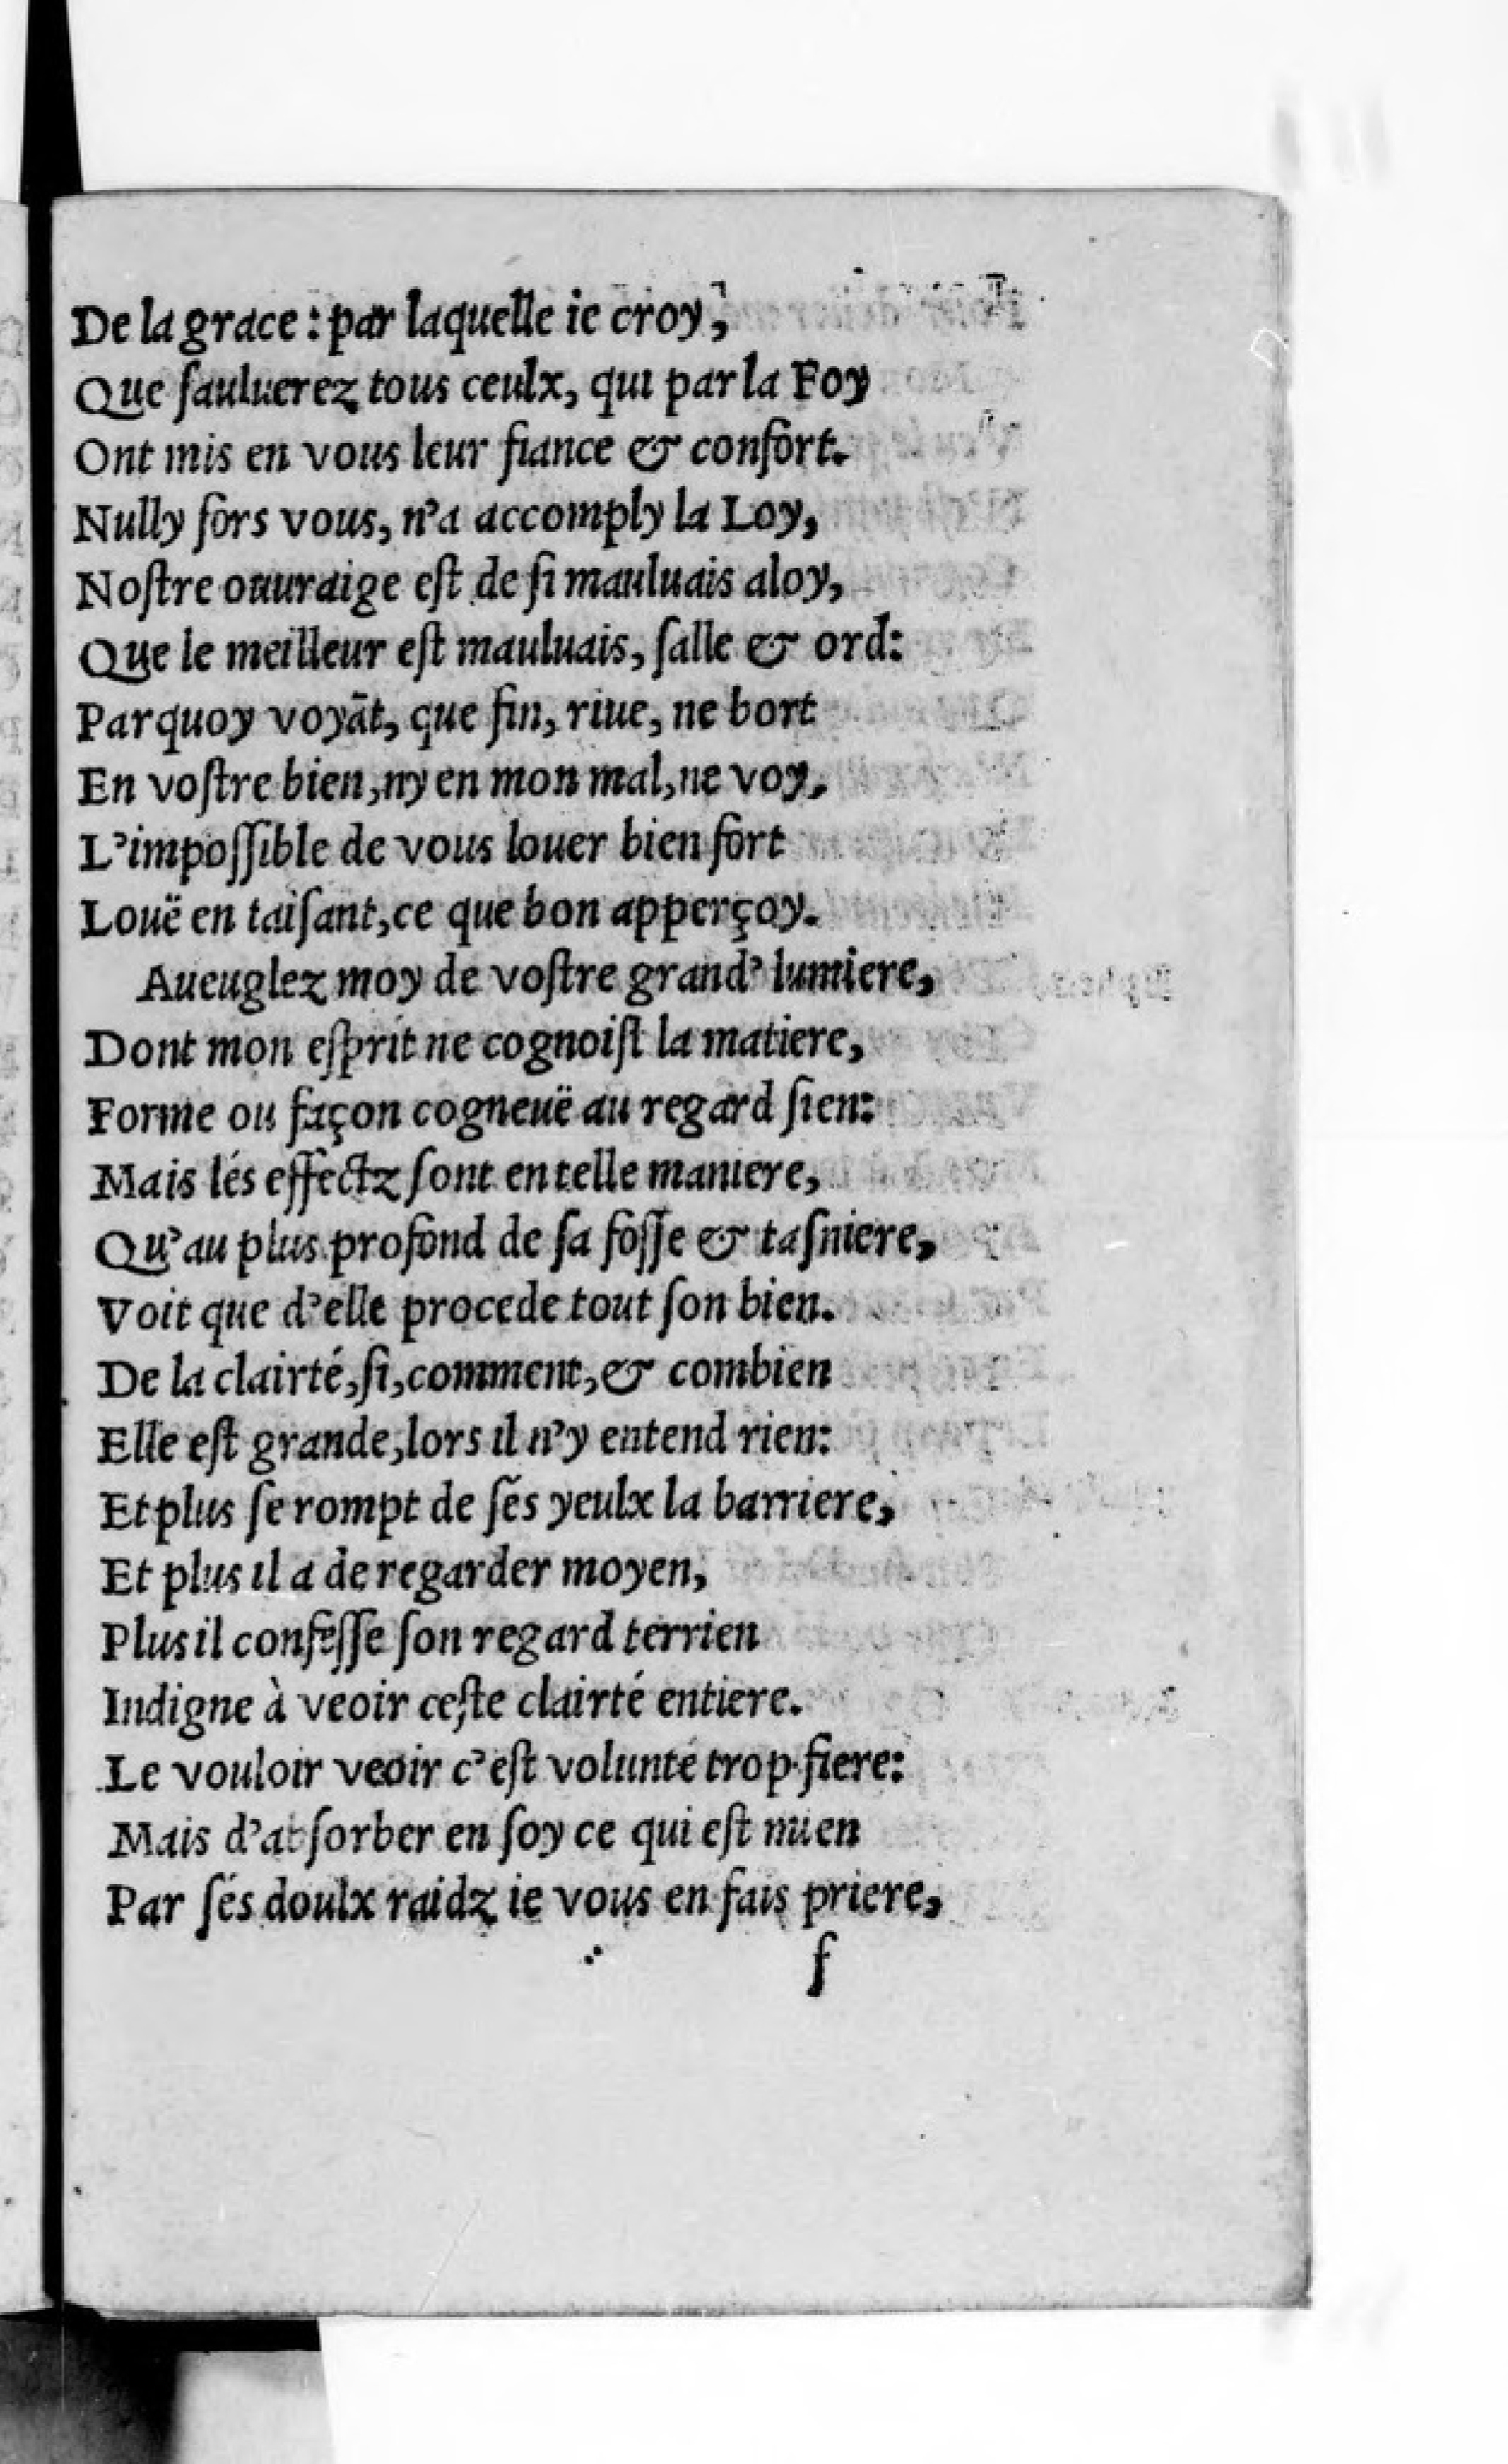 De la grace : par laquelle ie croy,
Que ſauluerez tous ceulx, qui par la Foy
Ont mis en vous leur fiance & confort.
Nully fors vous, n'a accomply la Loy,
Noſtre ouuraige eſt de ſi mauluais aloy,
Que le meilleur eſt mauluais, ſalle & ord:
Parquoy voyāt, que fin, riue, ne bort
En voſtre bien, ny en mon mal, ne voy,
L'impoſſible de vous louer bien fort
Louë en taiſant, ce que bon apperçoy.
Aueuglez moy de voſtre grand' lumiere,
Dont mon eſprit ne cognoiſt la matiere,
Forme ou façon cogneuë au regard ſien:
Mais lés effectz ſont en telle maniere,
Qu'au plus profond de ſa foſſe & taſniere,
Voit que d'elle procede tout ſon bien.
De la clairté, ſi, comment, & combien
Elle eſt grande, lors il n'y entend rien:
Et plus ſe rompt de ſés yeulx la barriere,
Et plus il a de regarder moyen,
Plus il confeſſe ſon regard terrien
Indigne à veoir ceſte clairté entiere.
Le vouloir veoir c'eſt volunté trop fiere:
Mais d'abſorber en ſoy ce qui eſt mien
Par ſés doulx raidz ie vous en fais priere,
ſ